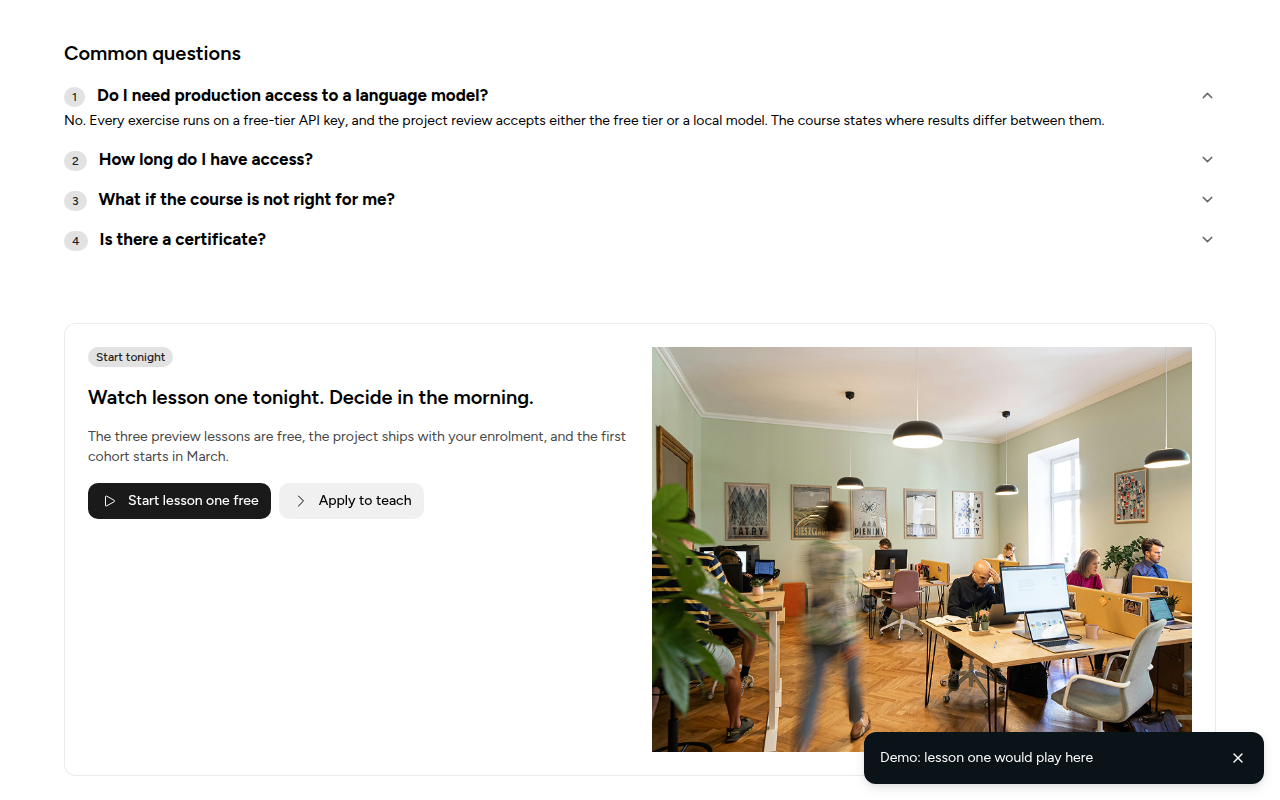 Common questions
1 Do I need production access to a language model?
No. Every exercise runs on a free-tier API key, and the project review accepts either the free tier or a local model. The course states where results differ between them.
2 How long do I have access?
3 What if the course is not right for me?
4 Is there a certificate?
Start tonight
Watch lesson one tonight. Decide in the morning.
The three preview lessons are free, the project ships with your enrolment, and the first
cohort starts in March.
Start lesson one free
Apply to teach
TATRY
PIENINY
Demo: lesson one would play here